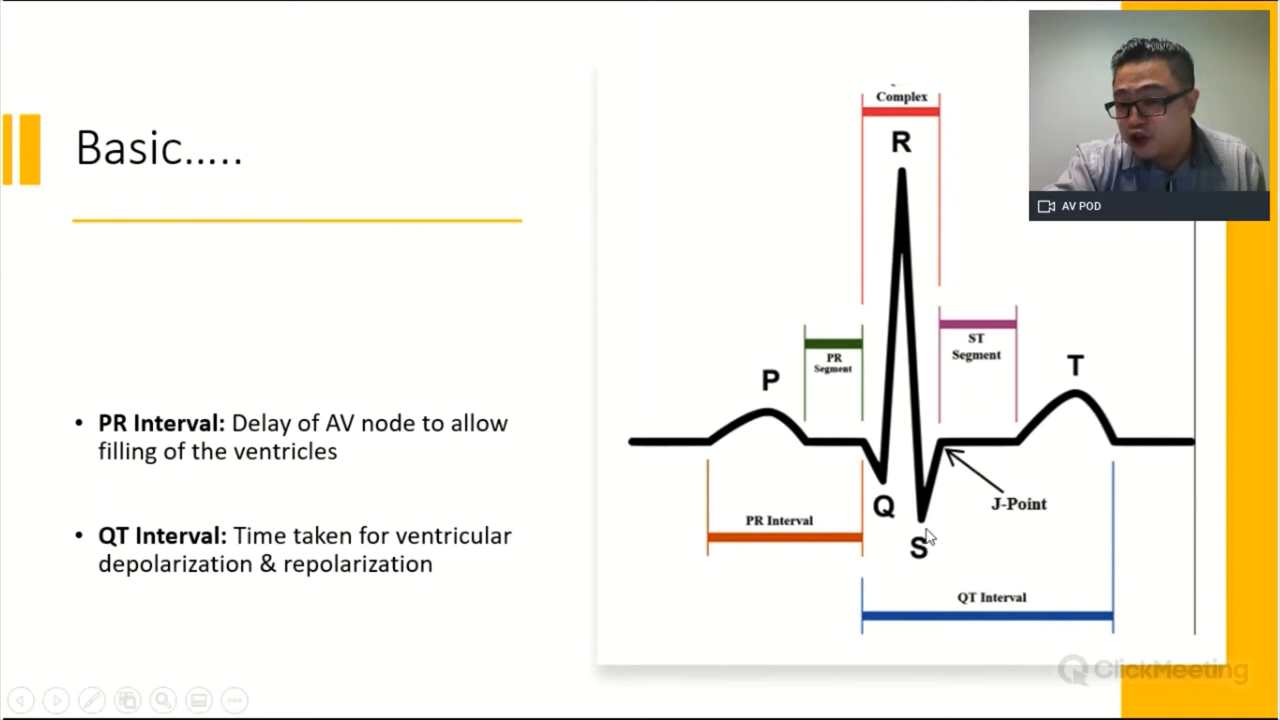 Basic.....
PR Interval: Delay of AV node to allow
filling of the ventricles
QT Interval: Time taken for ventricular
depolarization & repolarization
Complex
R
PR
Segment
ST
Segment
P
T
Q
S
J-Point
PR Interval
QT Interval
AV POD
ClickMeeting